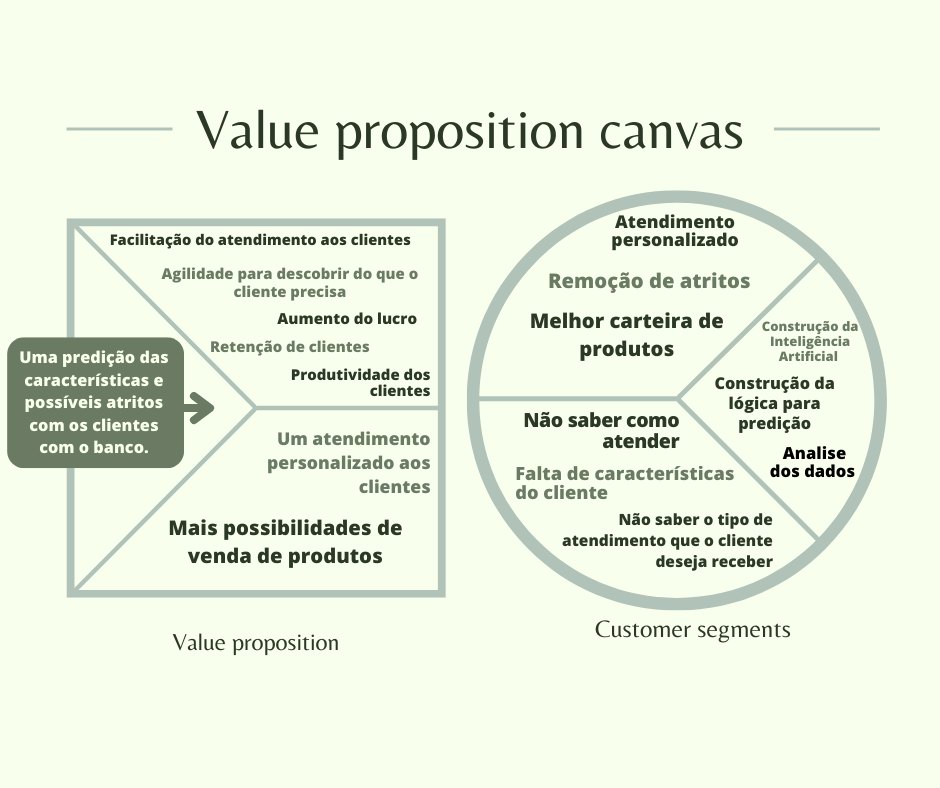 Value proposition canvas
Facilitação do atendimento aos clientes
Agilidade para descobrir do que o
cliente precisa
Aumento do lucro
Retenção de clientes
Produtividade dos
clientes
Uma predição das
características e
possíveis atritos
com os clientes
com o banco.
Um atendimento
personalizado aos
clientes
Mais possibilidades de
venda de produtos
Value proposition
Atendimento
personalizado
Remoção de atritos
Melhor carteira de
produtos
Construção da
Inteligência
Artificial
Construção da
lógica para
predição
Analise
dos dados
Não saber como
atender
Falta de características
do cliente
Não saber o tipo de
atendimento que o cliente
deseja receber
Customer segments